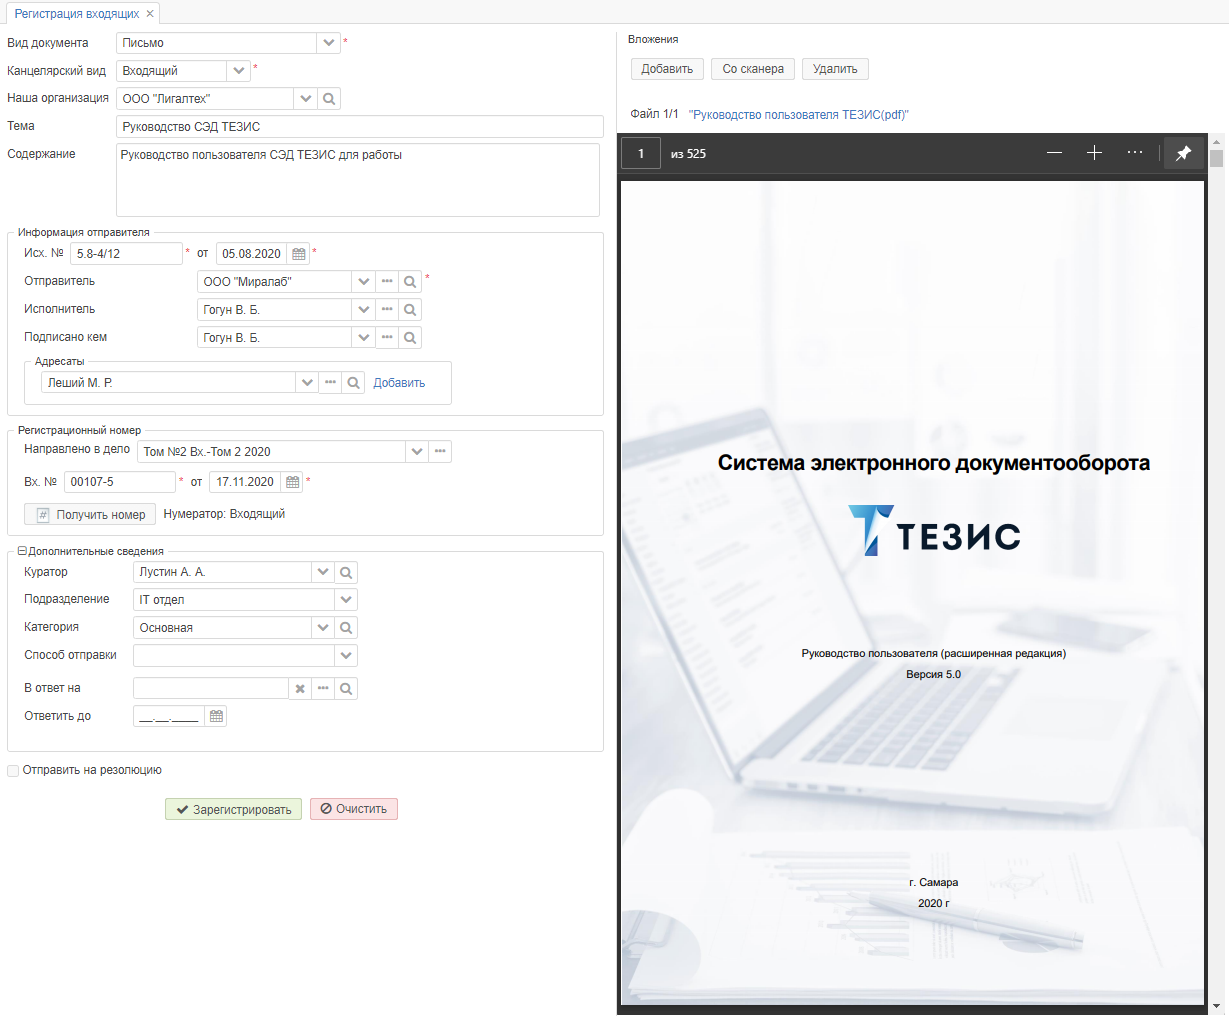 Регистрация входящих
Вид документа Письмо *
Канцелярский вид Входящий *
Наша организация ООО "Лигалтех"
Тема Руководство СЭД ТЕЗИС
Содержание Руководство пользователя СЭД ТЕЗИС для работы
Информация отправителя
Исх. № 5.8-4/12 * от 05.08.2020 *
Отправитель ООО "Миралаб" *
Исполнитель Гогун В. Б.
Подписано кем Гогун В. Б.
Адресаты
Леший М. Р. Добавить
Регистрационный номер
Направлено в дело Том №2 Вх.-Том 2 2020
Вх. № 00107-5 * от 17.11.2020 *
# Получить номер Нумератор: Входящий
Дополнительные сведения
Куратор Лустин А. А.
Подразделение IT отдел
Категория Основная
Способ отправки
В ответ на
Ответить до __.__.____
Отправить на резолюцию
Зарегистрировать Очистить
Вложения
Добавить Со сканера Удалить
Файл 1/1 "Руководство пользователя ТЕЗИС(pdf)"
1 из 525
Система электронного документооборота
ТЕЗИС
Руководство пользователя (расширенная редакция)
Версия 5.0
г. Самара
2020 г